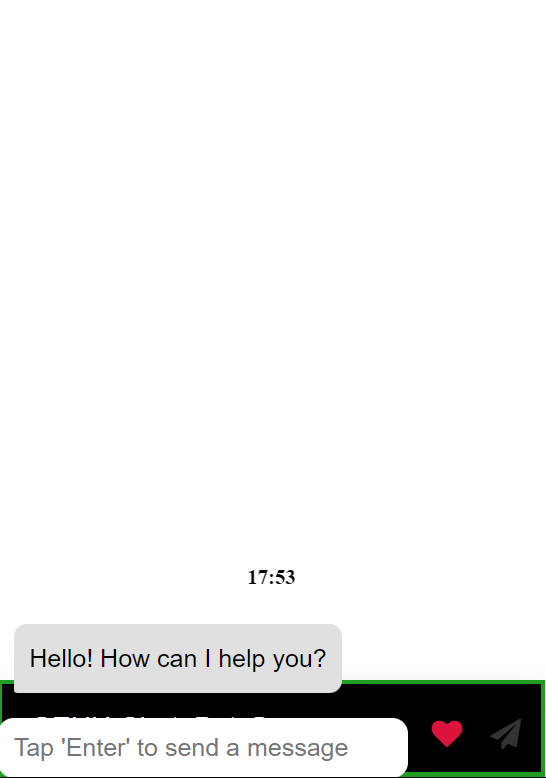 17:53
Hello! How can I help you?
Tap 'Enter' to send a message